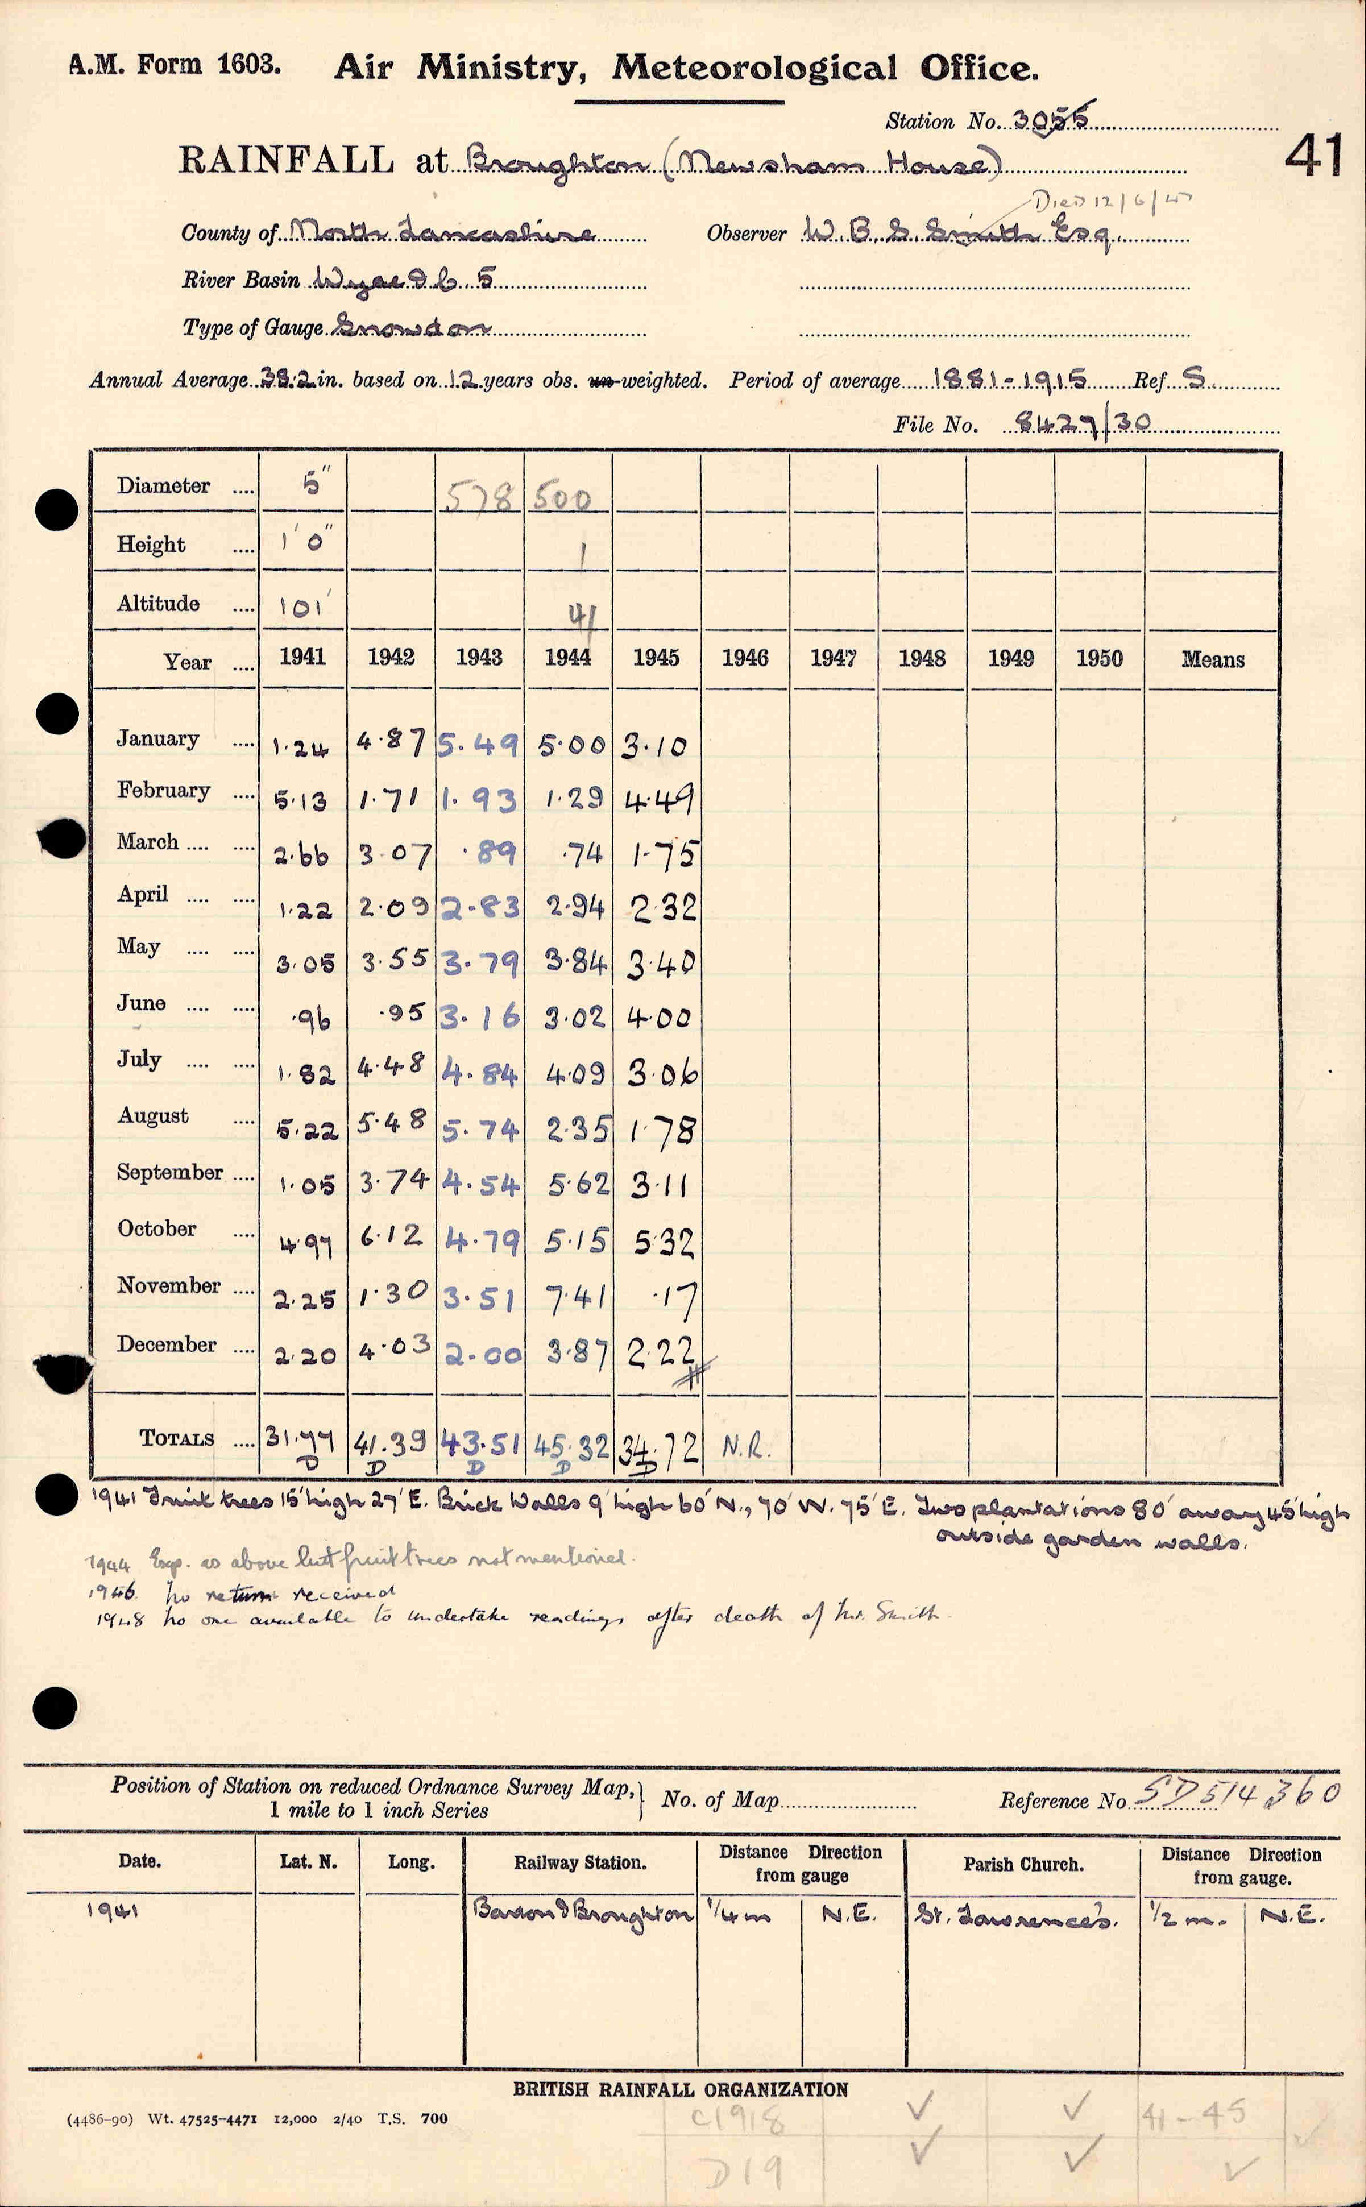 A.M. Form 1603. Air Ministry, Meteorological Office.
Station No. 3055
41
RAINFALL at Broughton (Newsham House)
Died 12/6/47
County of North Lancashire Observer W. B. S. Smith Esq.
River Basin Wyre & C. 5
Type of Gauge Snowdon
Annual Average 38.2 in. based on 12 years obs. un-weighted. Period of average 1881-1915 Ref S.
File No. 8427/30
Diameter .... 5" 578 500
Height .... 1' 0" 1
Altitude .... 101' 41
Year .... 1941 1942 1943 1944 1945 1946 1947 1948 1949 1950 Means
January .... 1.24 4.87 5.49 5.00 3.10
February .... 5.13 1.71 1.93 1.29 4.49
March .... .... 2.66 3.07 .89 .74 1.75
April .... .... 1.22 2.09 2.83 2.94 2.32
May .... .... 3.05 3.55 3.79 3.84 3.40
June .... .... .96 .95 3.16 3.02 4.00
July .... .... 1.82 4.48 4.84 4.09 3.06
August .... 5.22 5.48 5.74 2.35 1.78
September .... 1.05 3.74 4.54 5.62 3.11
October .... 4.97 6.12 4.79 5.15 5.32
November .... 2.25 1.30 3.51 7.41 .17
December .... 2.20 4.03 2.00 3.87 2.22
TOTALS .... 31.77 41.39 43.51 45.32 34.72 N.R.
D D D D D
1941 Fruit trees 15' high 27' E. Brick Walls 9' high 60' N., 70' W. 75' E. Two plantations 80' away 45' high
outside garden walls.
1944 Exp. as above but fruit trees not mentioned.
1946. No return received
1948 No one available to undertake readings after death of Mr. Smith.
Position of Station on reduced Ordnance Survey Map,} No. of Map Reference No. SD 514 360
1 mile to 1 inch Series
Date. Lat. N. Long. Railway Station. Distance Direction from gauge Parish Church. Distance Direction from gauge.
1941 Barton & Broughton 1/4 m N.E. St. Lawrence's. 1/2 m. N.E.
BRITISH RAINFALL ORGANIZATION
(4486-90) Wt. 47525-4471 12,000 2/40 T.S. 700
C1918 ✓ ✓ 41-45 ✓
D19 ✓ ✓ ✓